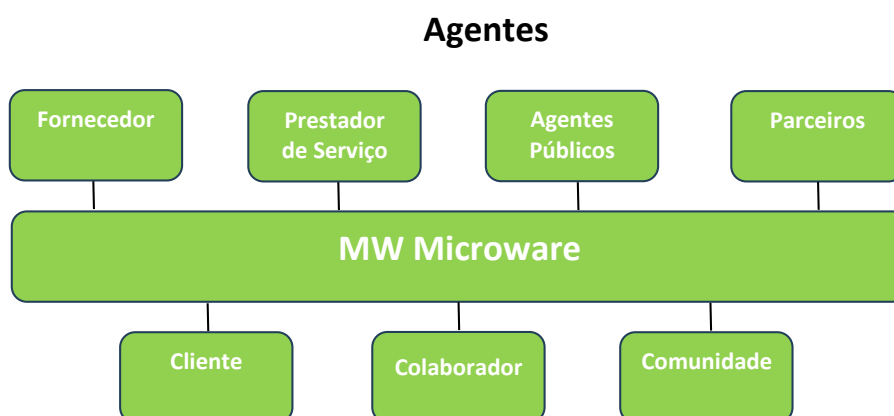 Agentes
Fornecedor
Prestador
de Serviço
Agentes
Públicos
Parceiros
MW Microware
Cliente
Colaborador
Comunidade